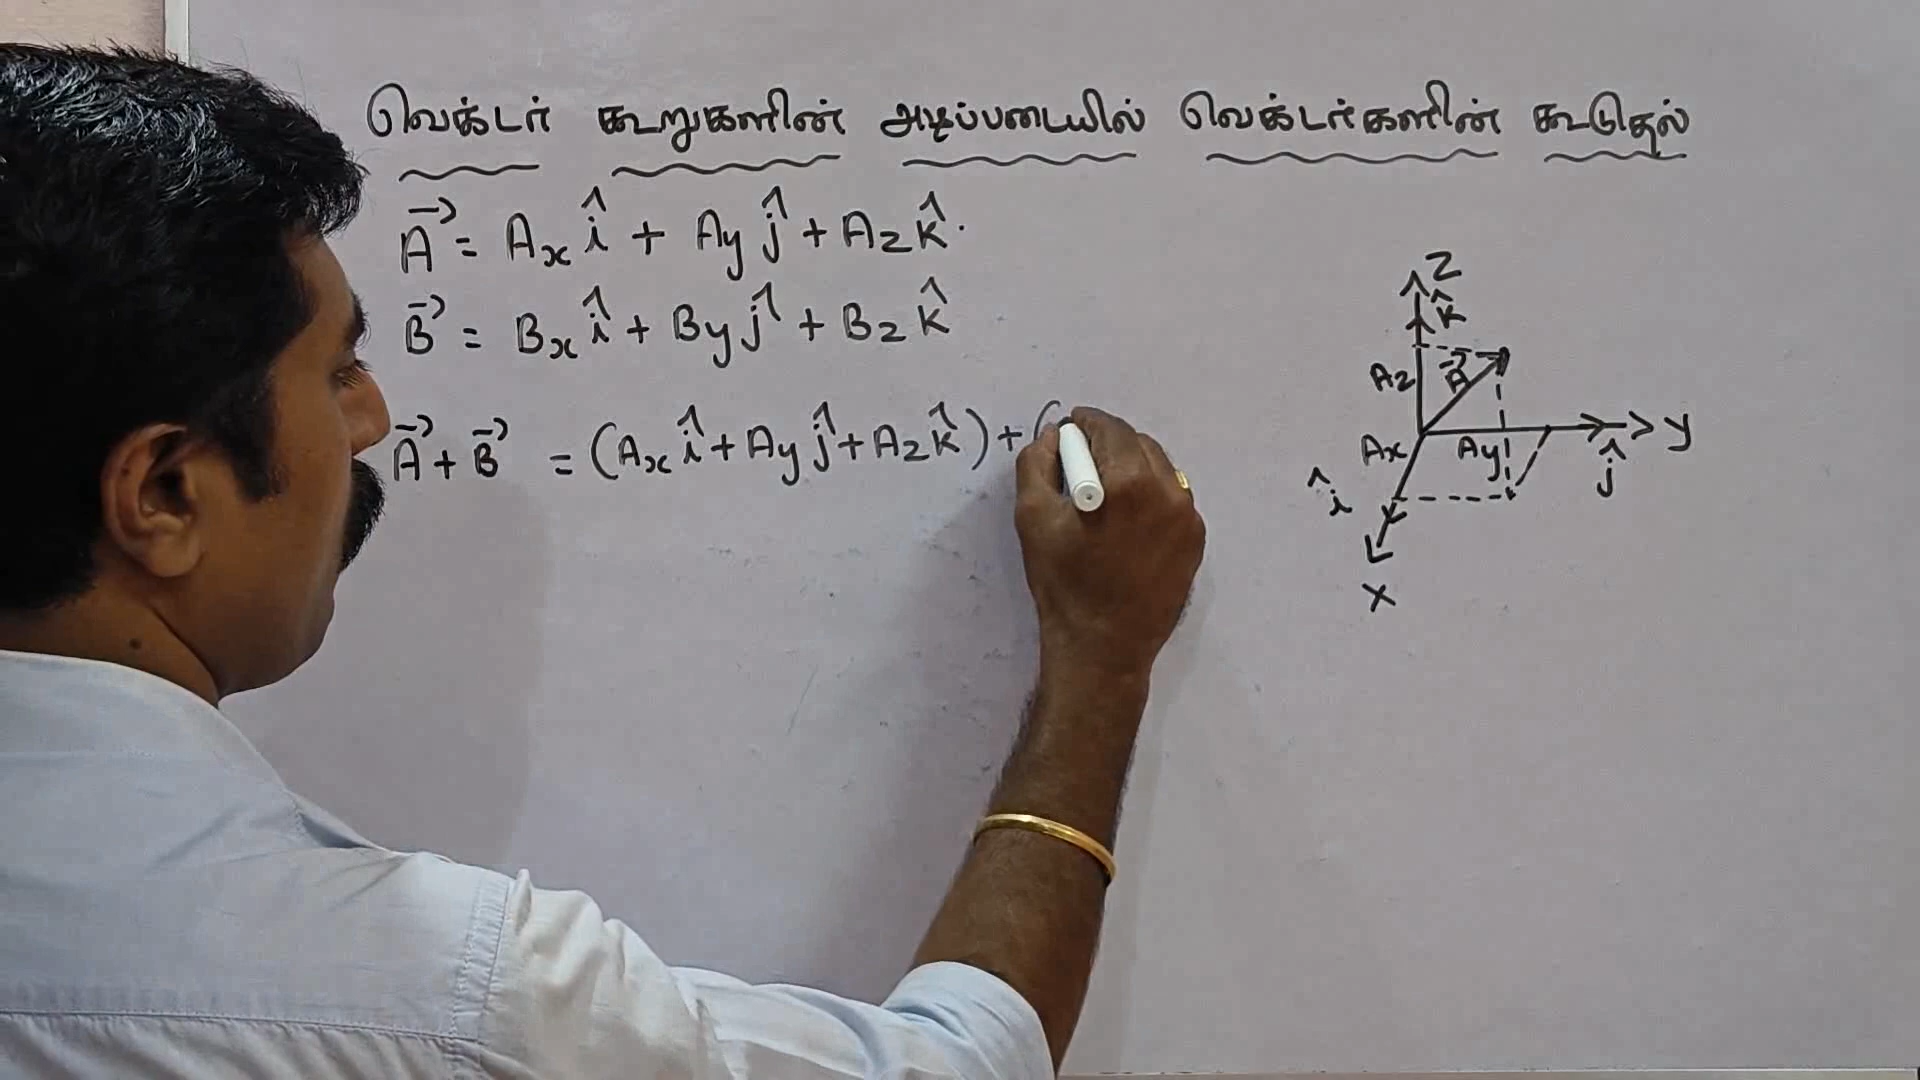 வெக்டர் கூறுகளின் அடிப்படையில் வெக்டர்களின் கூடுதல்
A⃗ = Aₓ î + Ay ĵ + Az k̂.
B⃗ = Bₓ î + By ĵ + Bz k̂
A⃗ + B⃗ = (Aₓ î + Ay ĵ + Az k̂) + (
Z
k̂
Az
A⃗
Ax
Ay
y
ĵ
î
X